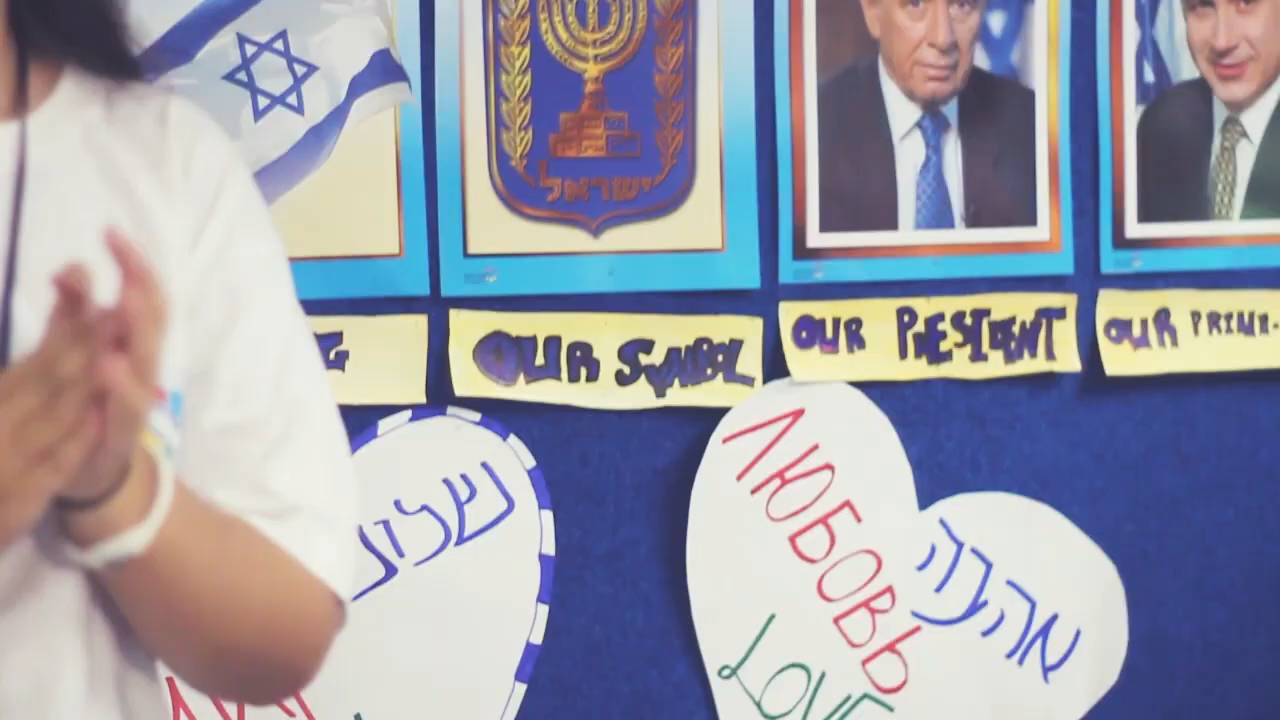 ישראל
G
OUR SYMBOL
OUR PRESIDENT
OUR PRIME-
שלום
ЛЮБОВЬ
אהבה
LOVE